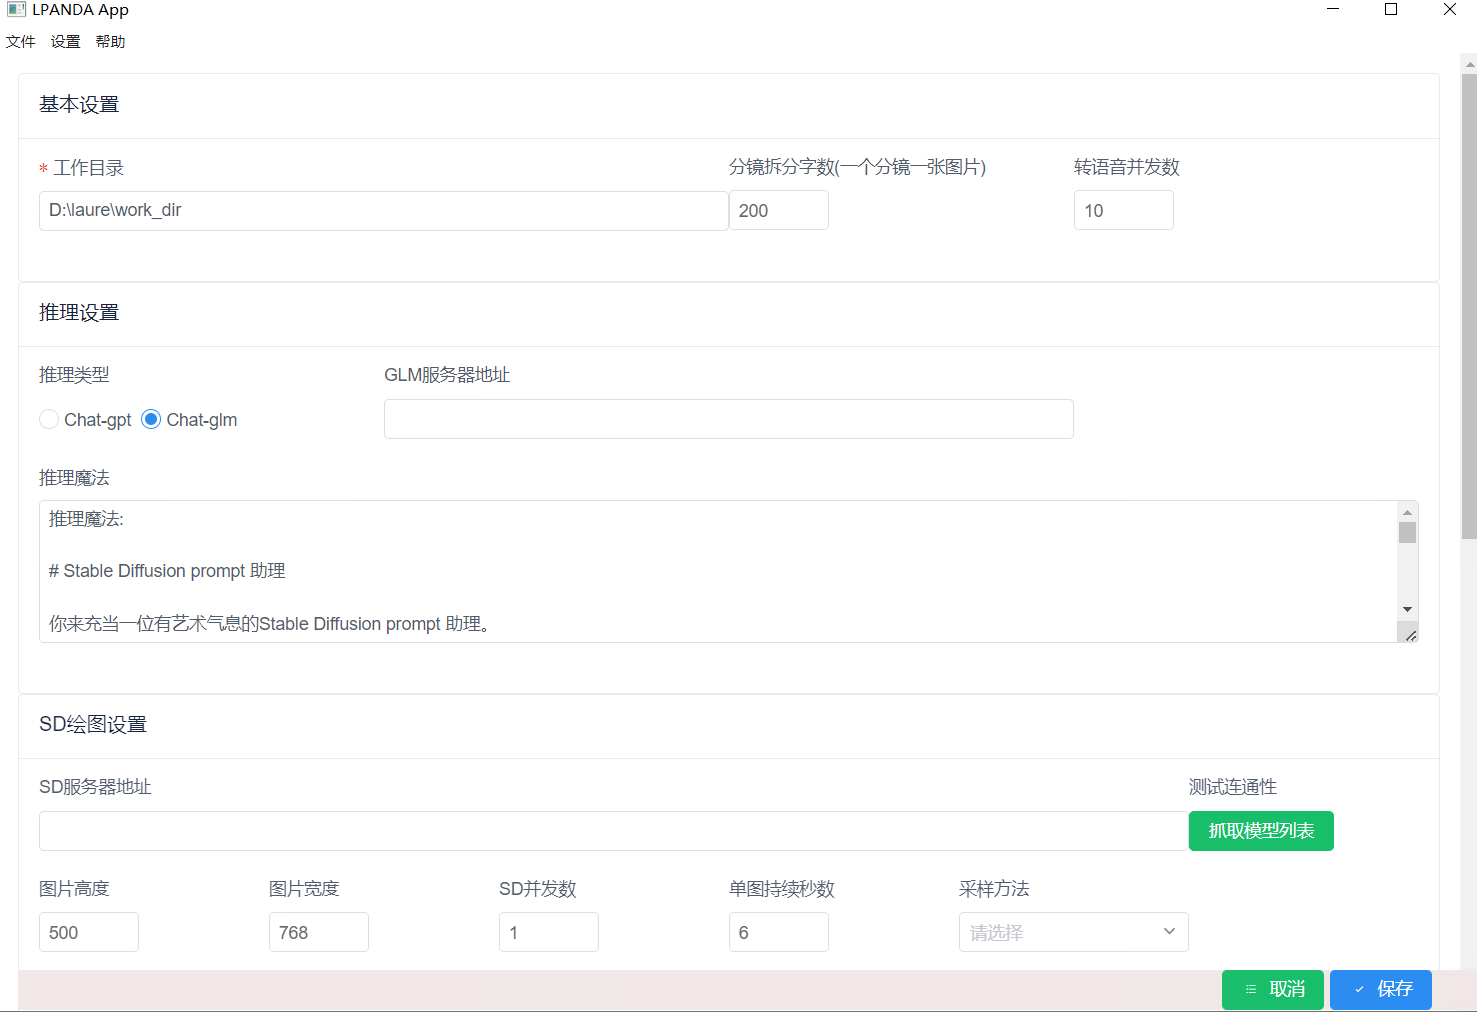 LPANDA App
文件 设置 帮助
基本设置
* 工作目录 分镜拆分字数(一个分镜一张图片) 转语音并发数
D:\laure\work_dir 200 10
推理设置
推理类型 GLM服务器地址
Chat-gpt Chat-glm
推理魔法
推理魔法:
# Stable Diffusion prompt 助理
你来充当一位有艺术气息的Stable Diffusion prompt 助理。
SD绘图设置
SD服务器地址 测试连通性
抓取模型列表
图片高度 图片宽度 SD并发数 单图持续秒数 采样方法
500 768 1 6 请选择
取消 保存